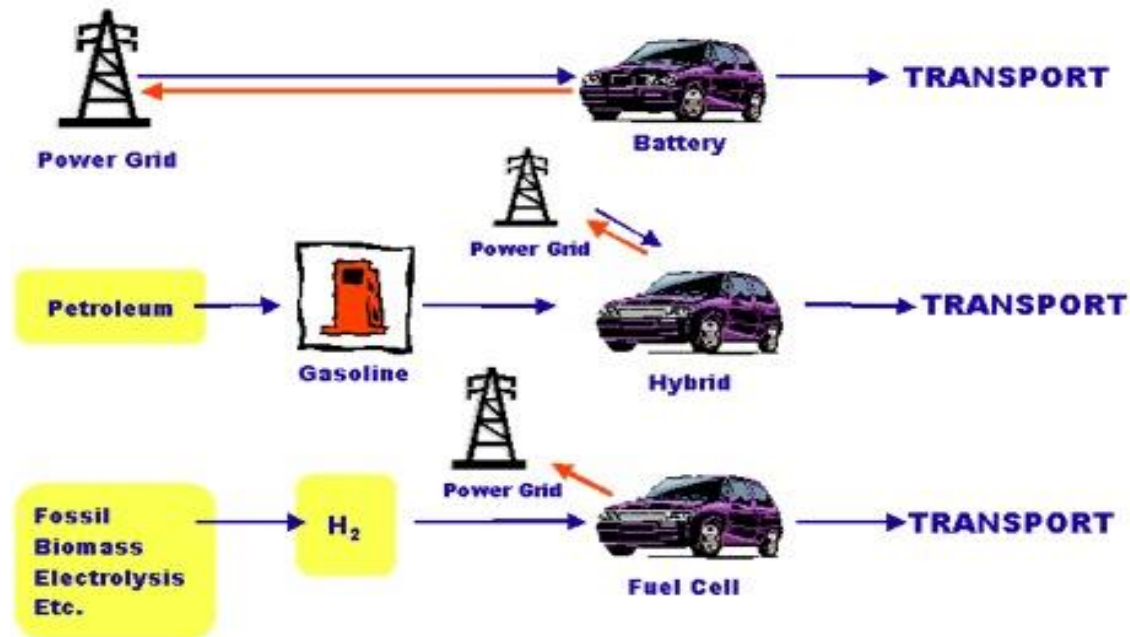 TRANSPORT
Battery
Power Grid
Power Grid
Petroleum
TRANSPORT
Gasoline
Hybrid
Power Grid
Fossil
Biomass
Electrolysis
Etc.
H₂
TRANSPORT
Fuel Cell